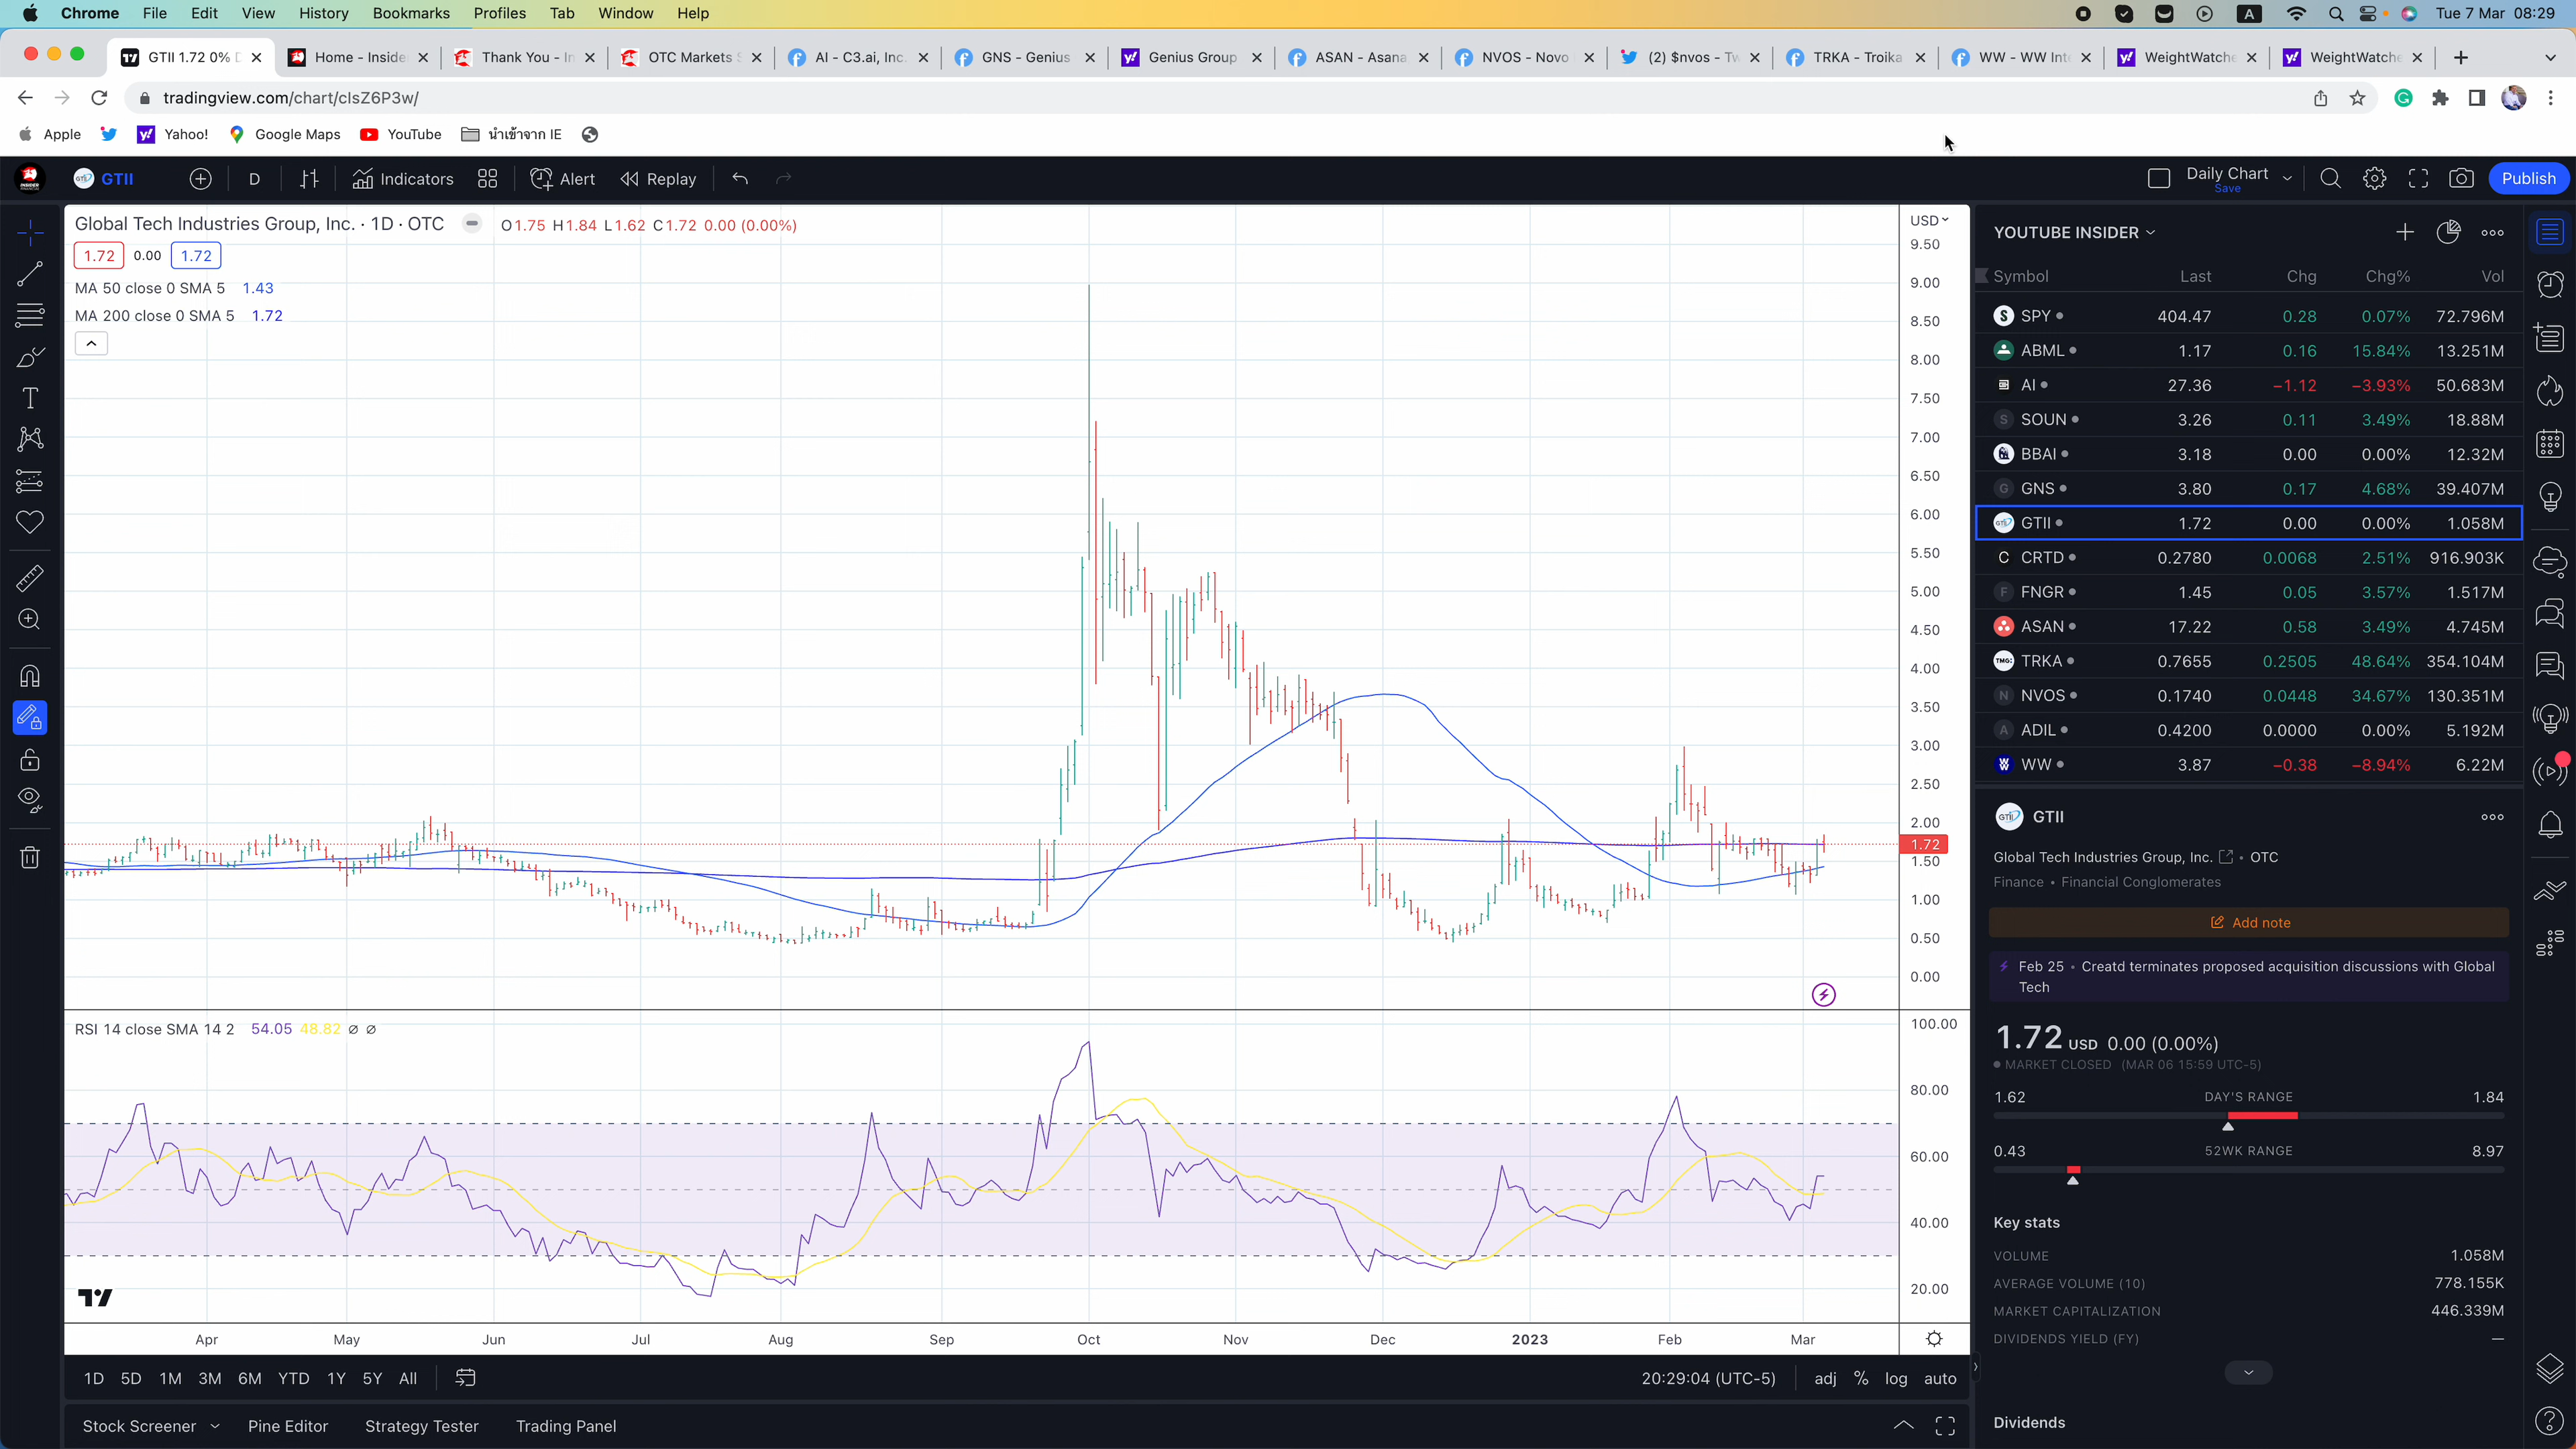 Chrome File Edit View History Bookmarks Profiles Tab Window Help A Tue 7 Mar 08:29
GTII 1.72 0% Home - Inside Thank You - In OTC Markets S AI - C3.ai, Inc. GNS - Genius Genius Group ASAN - Asana NVOS - Novo (2) $nvos - Tw TRKA - Troika WW - WW Inte WeightWatche WeightWatche
tradingview.com/chart/clsZ6P3w/
Apple Yahoo! Google Maps YouTube นำเข้าจาก IE
GTII D Indicators Alert Replay Daily Chart Save Publish
Global Tech Industries Group, Inc. · 1D · OTC O1.75 H1.84 L1.62 C1.72 0.00 (0.00%)
1.72 0.00 1.72
MA 50 close 0 SMA 5 1.43
MA 200 close 0 SMA 5 1.72
USD
9.50
9.00
8.50
8.00
7.50
7.00
6.50
6.00
5.50
5.00
4.50
4.00
3.50
3.00
2.50
2.00
1.72
1.50
1.00
0.50
0.00
RSI 14 close SMA 14 2 54.05 48.82 ∅ ∅
100.00
80.00
60.00
40.00
20.00
Apr May Jun Jul Aug Sep Oct Nov Dec 2023 Feb Mar
1D 5D 1M 3M 6M YTD 1Y 5Y All 20:29:04 (UTC-5) adj % log auto
Stock Screener Pine Editor Strategy Tester Trading Panel
YOUTUBE INSIDER
Symbol Last Chg Chg% Vol
SPY 404.47 0.28 0.07% 72.796M
ABML 1.17 0.16 15.84% 13.251M
AI 27.36 −1.12 −3.93% 50.683M
SOUN 3.26 0.11 3.49% 18.88M
BBAI 3.18 0.00 0.00% 12.32M
GNS 3.80 0.17 4.68% 39.407M
GTII 1.72 0.00 0.00% 1.058M
CRTD 0.2780 0.0068 2.51% 916.903K
FNGR 1.45 0.05 3.57% 1.517M
ASAN 17.22 0.58 3.49% 4.745M
TRKA 0.7655 0.2505 48.64% 354.104M
NVOS 0.1740 0.0448 34.67% 130.351M
ADIL 0.4200 0.0000 0.00% 5.192M
WW 3.87 −0.38 −8.94% 6.22M
GTII
Global Tech Industries Group, Inc. • OTC
Finance • Financial Conglomerates
Add note
Feb 25 • Creatd terminates proposed acquisition discussions with Global
Tech
1.72 USD 0.00 (0.00%)
MARKET CLOSED (MAR 06 15:59 UTC-5)
1.62 DAY'S RANGE 1.84
0.43 52WK RANGE 8.97
Key stats
VOLUME 1.058M
AVERAGE VOLUME (10) 778.155K
MARKET CAPITALIZATION 446.339M
DIVIDENDS YIELD (FY) —
Dividends